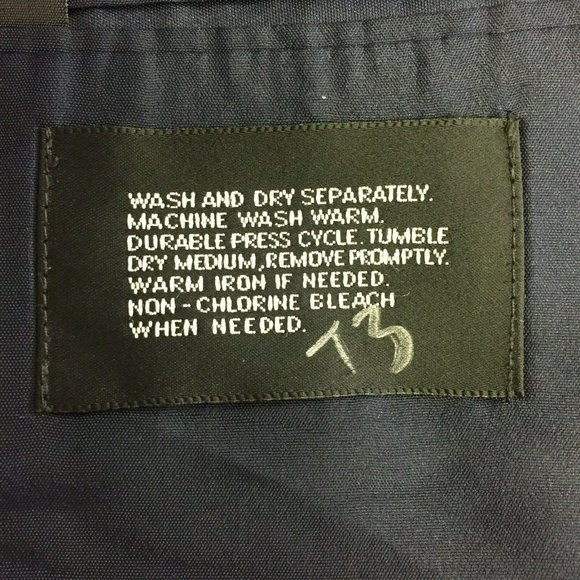 WASH AND DRY SEPARATELY.
MACHINE WASH WARM.
DURABLE PRESS CYCLE. TUMBLE
DRY MEDIUM, REMOVE PROMPTLY.
WARM IRON IF NEEDED.
NON - CHLORINE BLEACH
WHEN NEEDED.
T3